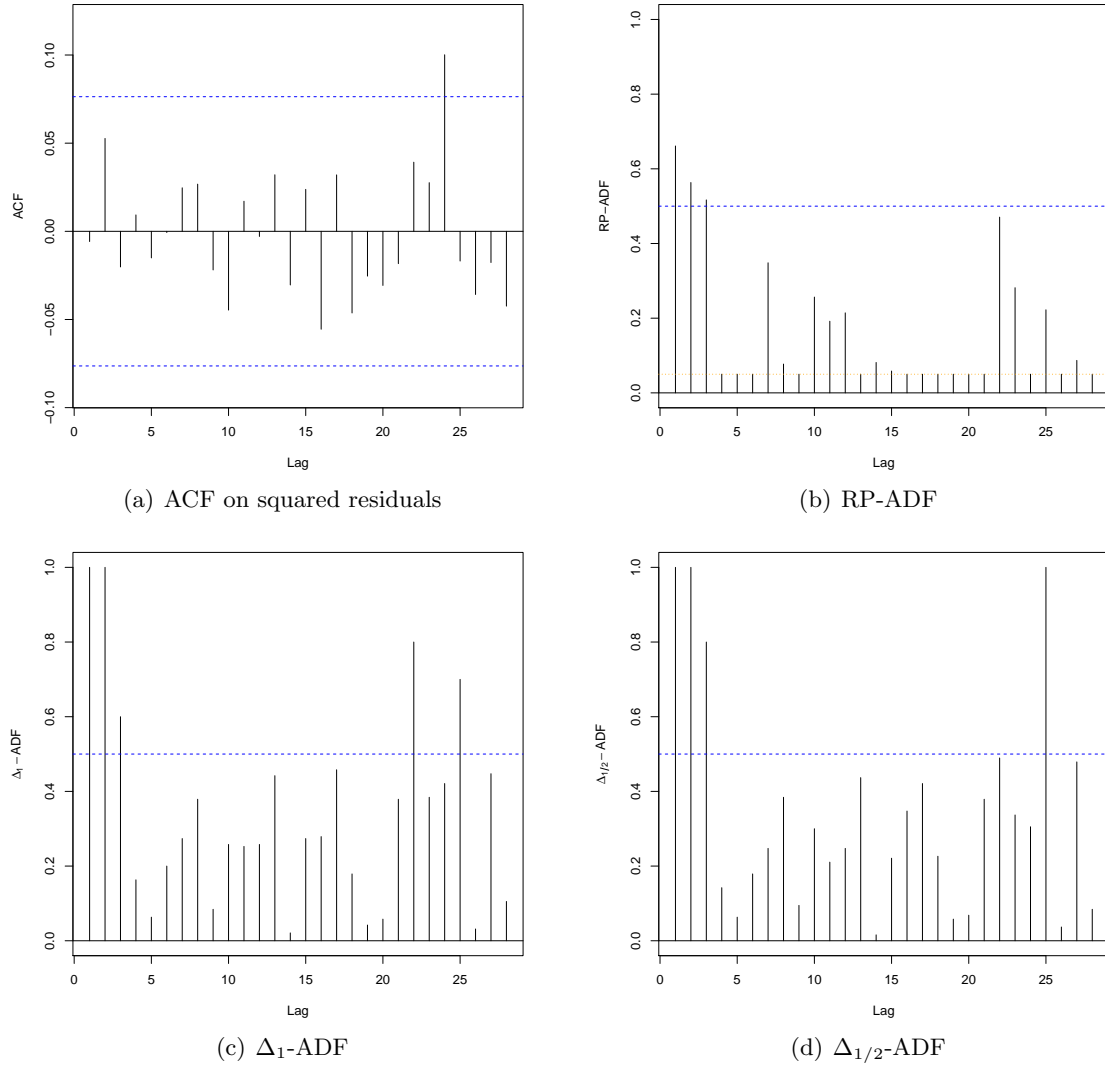 0.10
0.05
0.00
−0.05
−0.10
ACF
0 5 10 15 20 25
Lag
(a) ACF on squared residuals
1.0
0.8
0.6
0.4
0.2
0.0
RP−ADF
0 5 10 15 20 25
Lag
(b) RP-ADF
1.0
0.8
0.6
0.4
0.2
0.0
Δ₁−ADF
0 5 10 15 20 25
Lag
(c) Δ₁-ADF
1.0
0.8
0.6
0.4
0.2
0.0
Δ₁/₂−ADF
0 5 10 15 20 25
Lag
(d) Δ₁/₂-ADF